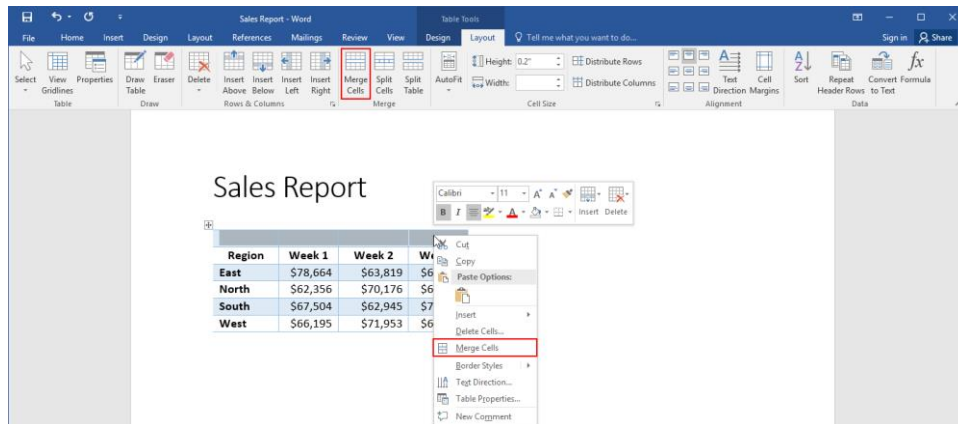 Sales Report - Word
Table Tools
File Home Insert Design Layout References Mailings Review View Design Layout Tell me what you want to do... Sign in Share
Select View Gridlines Properties Draw Table Eraser Delete Insert Above Insert Below Insert Left Insert Right Merge Cells Split Cells Split Table AutoFit Height: 0.2" Width: Distribute Rows Distribute Columns Text Direction Cell Margins Sort Repeat Header Rows Convert to Text Formula
Table Draw Rows & Columns Merge Cell Size Alignment Data
Sales Report
Calibri 11
B I Insert Delete
Region Week 1 Week 2 We
East $78,664 $63,819 $6
North $62,356 $70,176 $6
South $67,504 $62,945 $7
West $66,195 $71,953 $6
Cut
Copy
Paste Options:
Insert
Delete Cells...
Merge Cells
Border Styles
Text Direction...
Table Properties...
New Comment